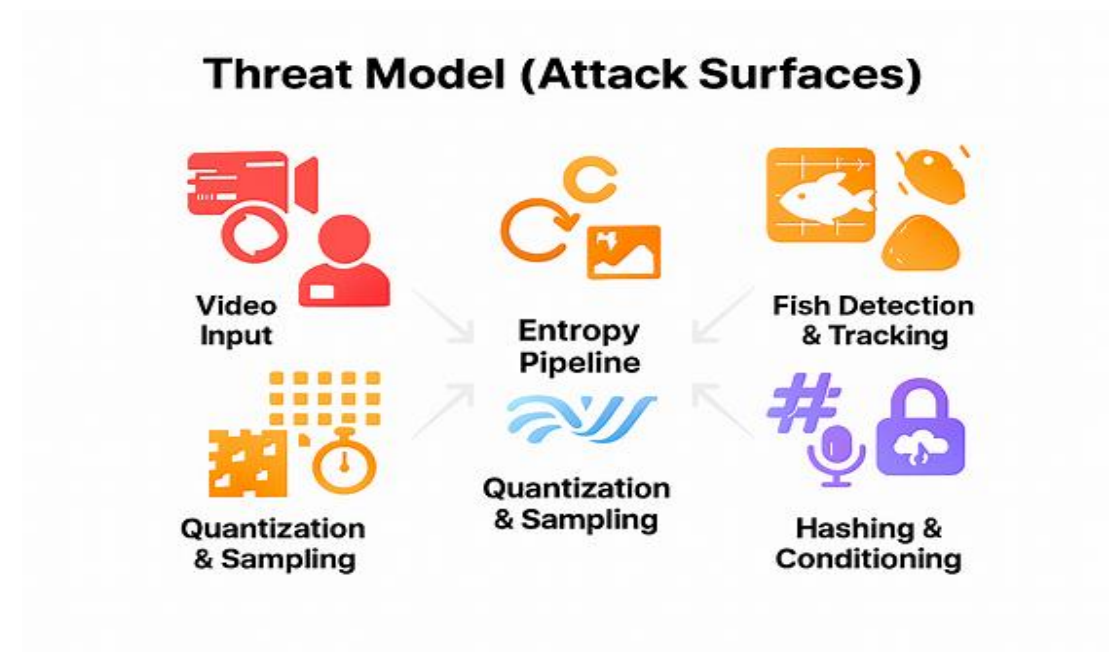 Threat Model (Attack Surfaces)
Video
Input
Entropy
Pipeline
Fish Detection
& Tracking
Quantization
& Sampling
Quantization
& Sampling
#
Hashing &
Conditioning